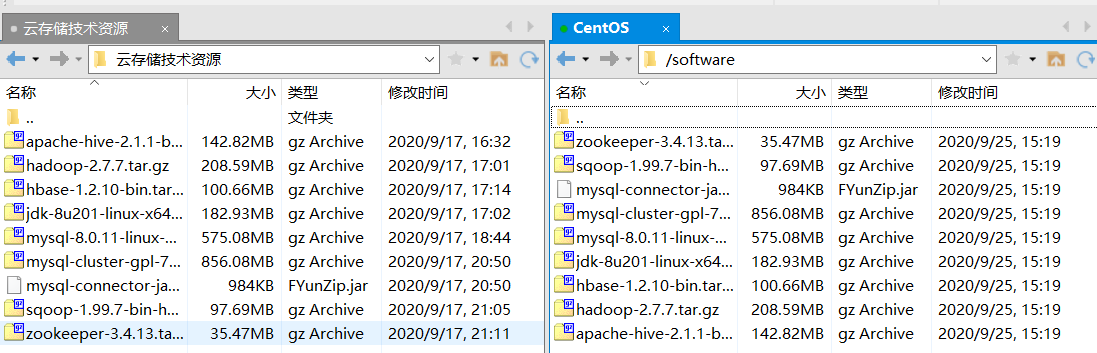 云存储技术资源 ×
云存储技术资源
名称 大小 类型 修改时间
.. 文件夹
apache-hive-2.1.1-b... 142.82MB gz Archive 2020/9/17, 16:32
hadoop-2.7.7.tar.gz 208.59MB gz Archive 2020/9/17, 17:01
hbase-1.2.10-bin.tar... 100.66MB gz Archive 2020/9/17, 17:14
jdk-8u201-linux-x64... 182.93MB gz Archive 2020/9/17, 17:02
mysql-8.0.11-linux-... 575.08MB gz Archive 2020/9/17, 18:44
mysql-cluster-gpl-7... 856.08MB gz Archive 2020/9/17, 20:50
mysql-connector-ja... 984KB FYunZip.jar 2020/9/17, 20:50
sqoop-1.99.7-bin-h... 97.69MB gz Archive 2020/9/17, 21:05
zookeeper-3.4.13.ta... 35.47MB gz Archive 2020/9/17, 21:11
CentOS ×
/software
名称 大小 类型 修改时间
..
zookeeper-3.4.13.ta... 35.47MB gz Archive 2020/9/25, 15:19
sqoop-1.99.7-bin-h... 97.69MB gz Archive 2020/9/25, 15:19
mysql-connector-ja... 984KB FYunZip.jar 2020/9/25, 15:19
mysql-cluster-gpl-7... 856.08MB gz Archive 2020/9/25, 15:19
mysql-8.0.11-linux-... 575.08MB gz Archive 2020/9/25, 15:19
jdk-8u201-linux-x64... 182.93MB gz Archive 2020/9/25, 15:19
hbase-1.2.10-bin.tar... 100.66MB gz Archive 2020/9/25, 15:19
hadoop-2.7.7.tar.gz 208.59MB gz Archive 2020/9/25, 15:19
apache-hive-2.1.1-b... 142.82MB gz Archive 2020/9/25, 15:19